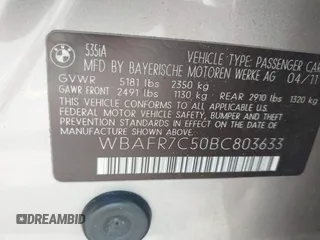 BMW
535iA VEHICLE TYPE: PASSENGER CAR
MFD BY BAYERISCHE MOTOREN WERKE AG 04/11
GVWR 5181 lbs 2350 kg
GAWR FRONT 2491 lbs 1130 kg REAR 2910 lbs 1320 kg
THIS VEHICLE CONFORMS TO ALL APPLICABLE U.S.
FEDERAL MOTOR VEHICLE SAFETY, BUMPER AND THEFT
PREVENTION STANDARDS IN EFFECT ON THE DATE OF
MANUFACTURE SHOWN ABOVE.
WBAFR7C50BC803633
DREAMBID